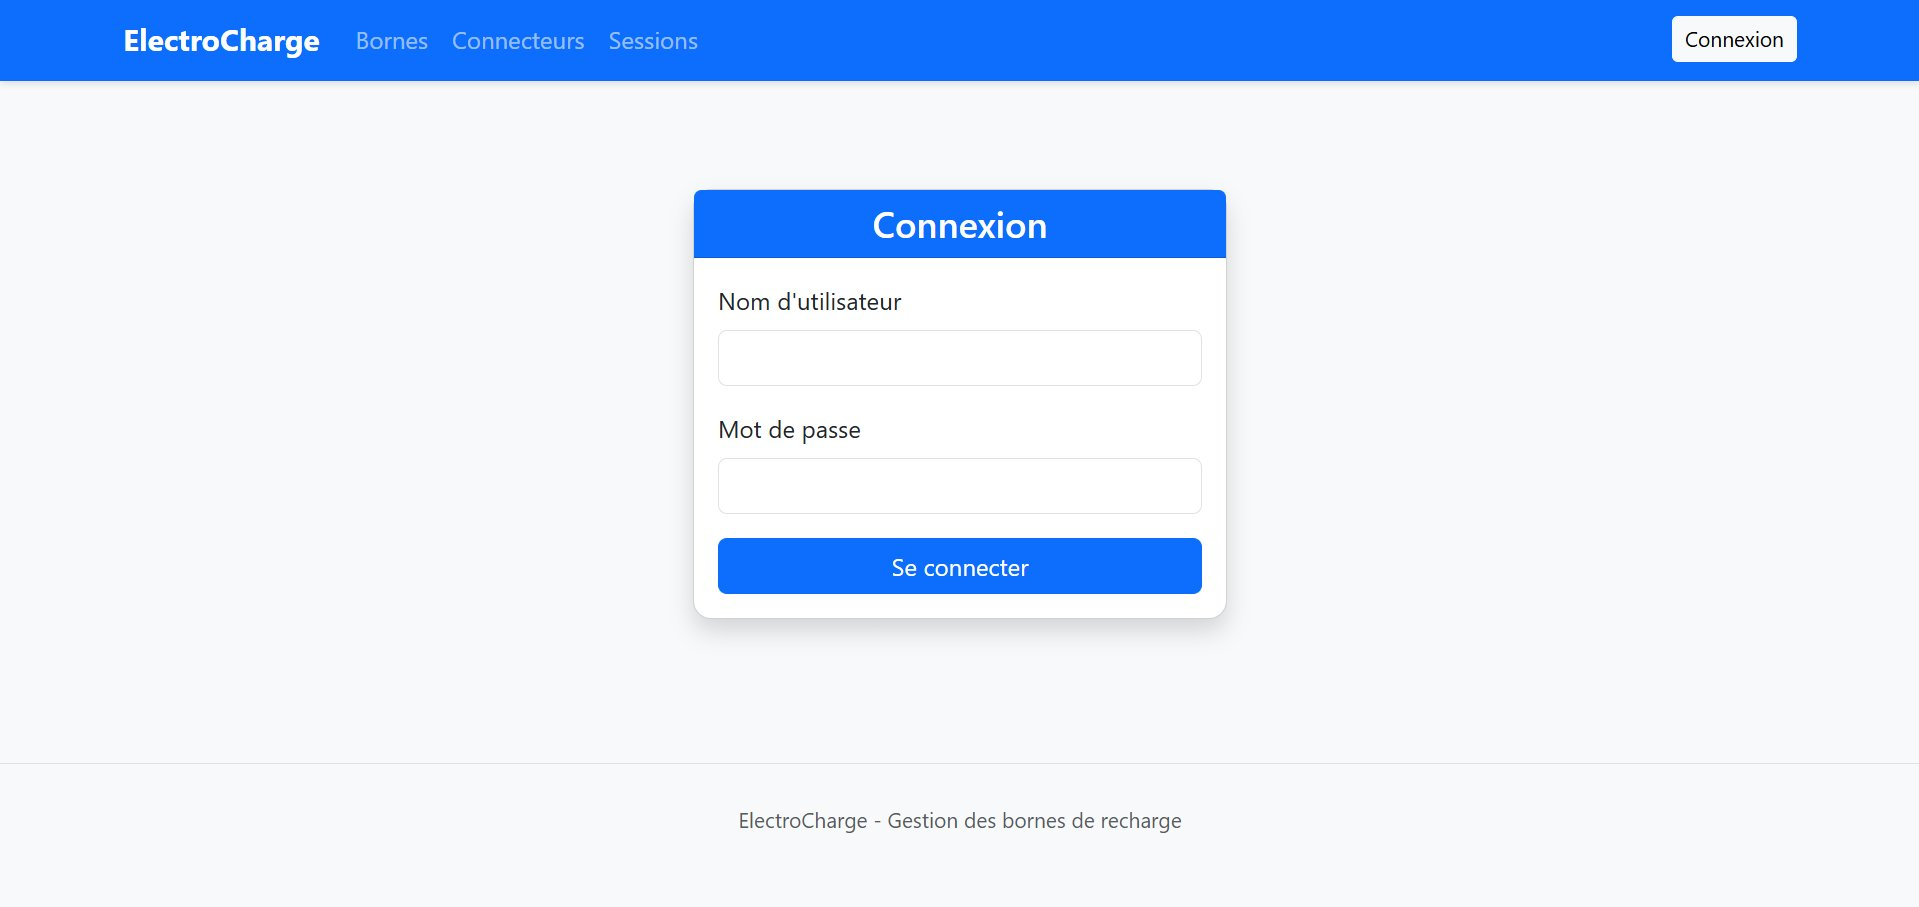 ElectroCharge Bornes Connecteurs Sessions Connexion
Connexion
Nom d'utilisateur
Mot de passe
Se connecter
ElectroCharge - Gestion des bornes de recharge